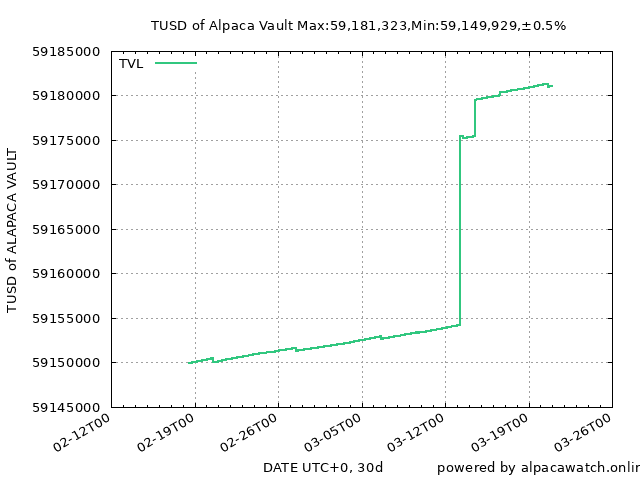 TUSD of Alpaca Vault Max:59,181,323,Min:59,149,929,±0.5%
TVL
59185000
59180000
59175000
59170000
59165000
59160000
59155000
59150000
59145000
TUSD of ALAPACA VAULT
02-12T00
02-19T00
02-26T00
03-05T00
03-12T00
03-19T00
03-26T00
DATE UTC+0, 30d
powered by alpacawatch.onlin